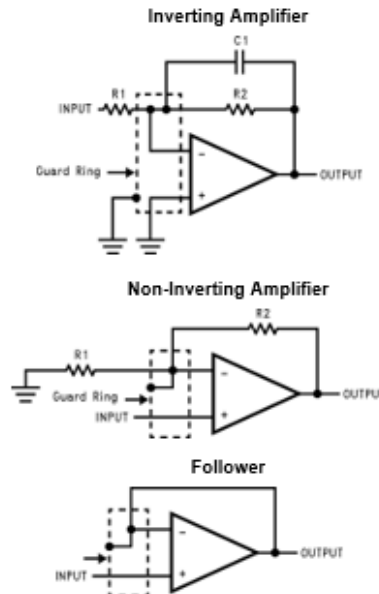 Inverting Amplifier
C1
R1
R2
INPUT
-
Guard Ring
OUTPUT
+
Non-Inverting Amplifier
R2
R1
-
OUTPU
Guard Ring
INPUT
+
Follower
-
OUTPUT
INPUT
+